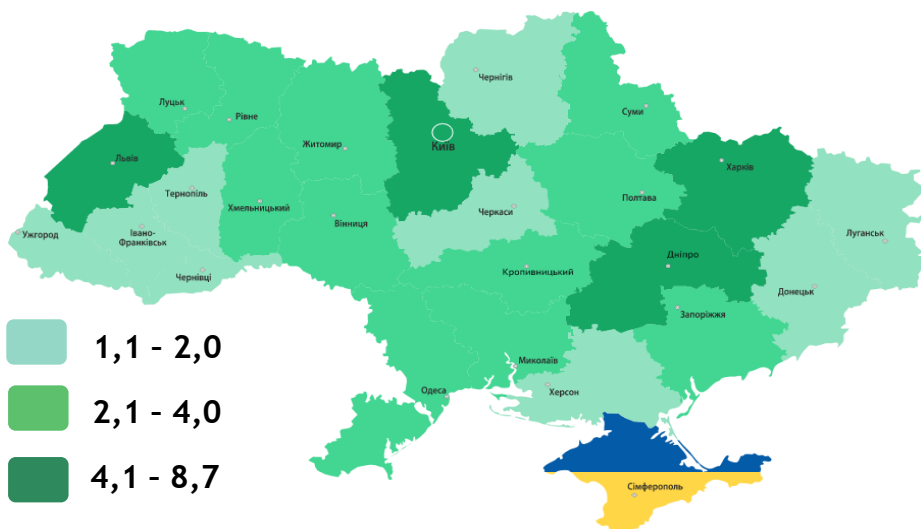 Чернігів
Луцьк
Рівне
Суми
Київ
Житомир
Львів
Харків
Тернопіль
Хмельницький
Полтава
Черкаси
Вінниця
Ужгород
Івано-
Франківськ
Луганськ
Чернівці
Дніпро
Кропивницький
Донецьк
Запоріжжя
1,1 - 2,0
Миколаїв
Одеса
Херсон
2,1 - 4,0
4,1 - 8,7
Сімферополь